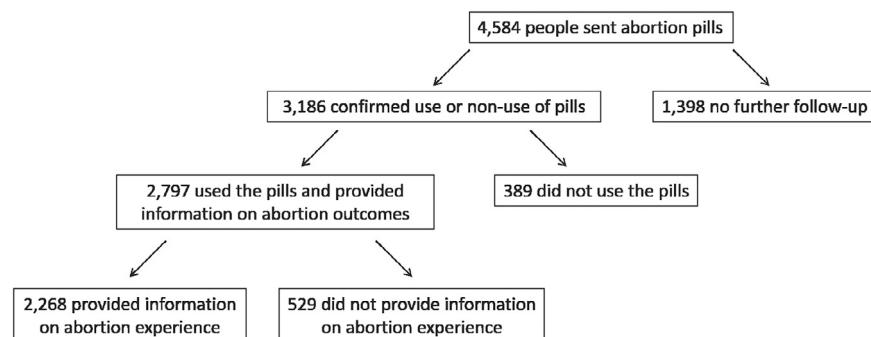 4,584 people sent abortion pills
3,186 confirmed use or non-use of pills
1,398 no further follow-up
2,797 used the pills and provided
information on abortion outcomes
389 did not use the pills
2,268 provided information
on abortion experience
529 did not provide information
on abortion experience